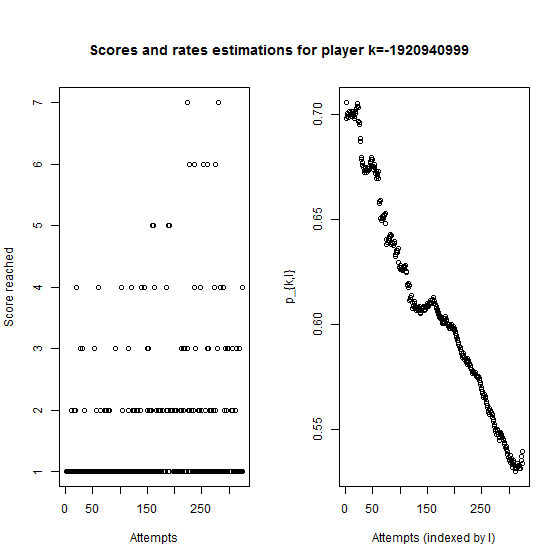 Scores and rates estimations for player k=-1920940999
Score reached
7
6
5
4
3
2
1
0 50 150 250
Attempts
p_{k,l}
0.70
0.65
0.60
0.55
0 50 150 250
Attempts (indexed by l)